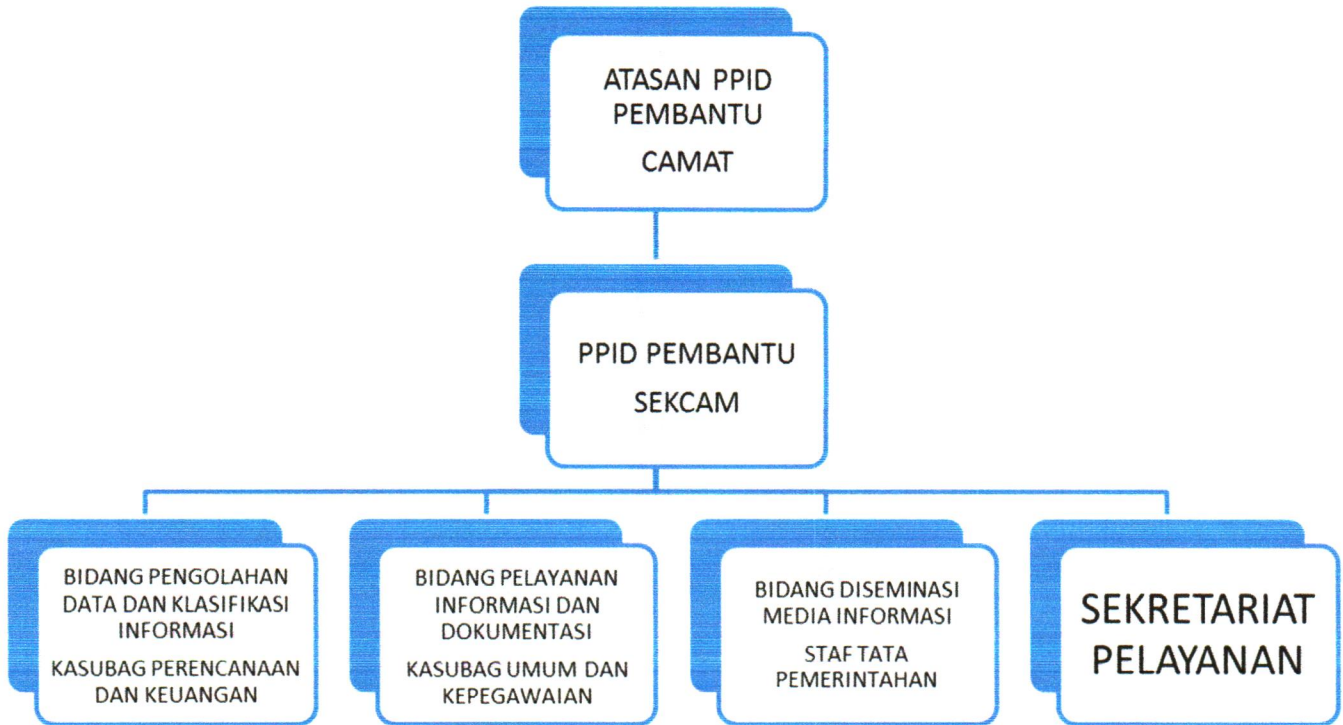 ATASAN PPID
PEMBANTU
CAMAT
PPID PEMBANTU
SEKCAM
BIDANG PENGOLAHAN
DATA DAN KLASIFIKASI
INFORMASI
KASUBAG PERENCANAAN
DAN KEUANGAN
BIDANG PELAYANAN
INFORMASI DAN
DOKUMENTASI
KASUBAG UMUM DAN
KEPEGAWAIAN
BIDANG DISEMINASI
MEDIA INFORMASI
STAF TATA
PEMERINTAHAN
SEKRETARIAT
PELAYANAN